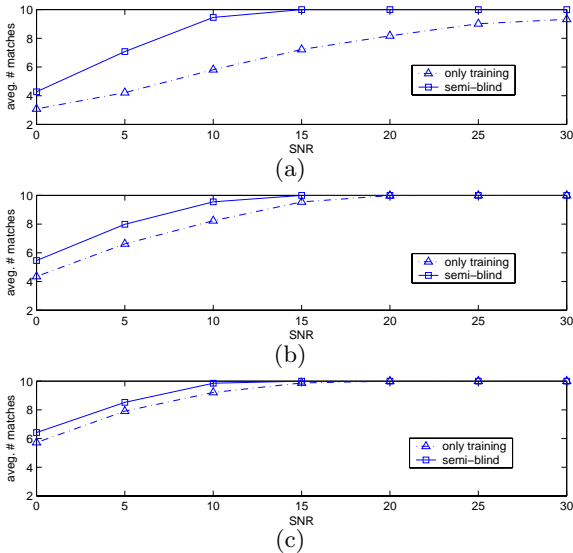 10
8
6
4
2
aveg. # matches
only training
semi−blind
0 5 10 15 20 25 30
SNR
(a)
10
8
6
4
2
aveg. # matches
only training
semi−blind
0 5 10 15 20 25 30
SNR
(b)
10
8
6
4
2
aveg. # matches
only training
semi−blind
0 5 10 15 20 25 30
SNR
(c)